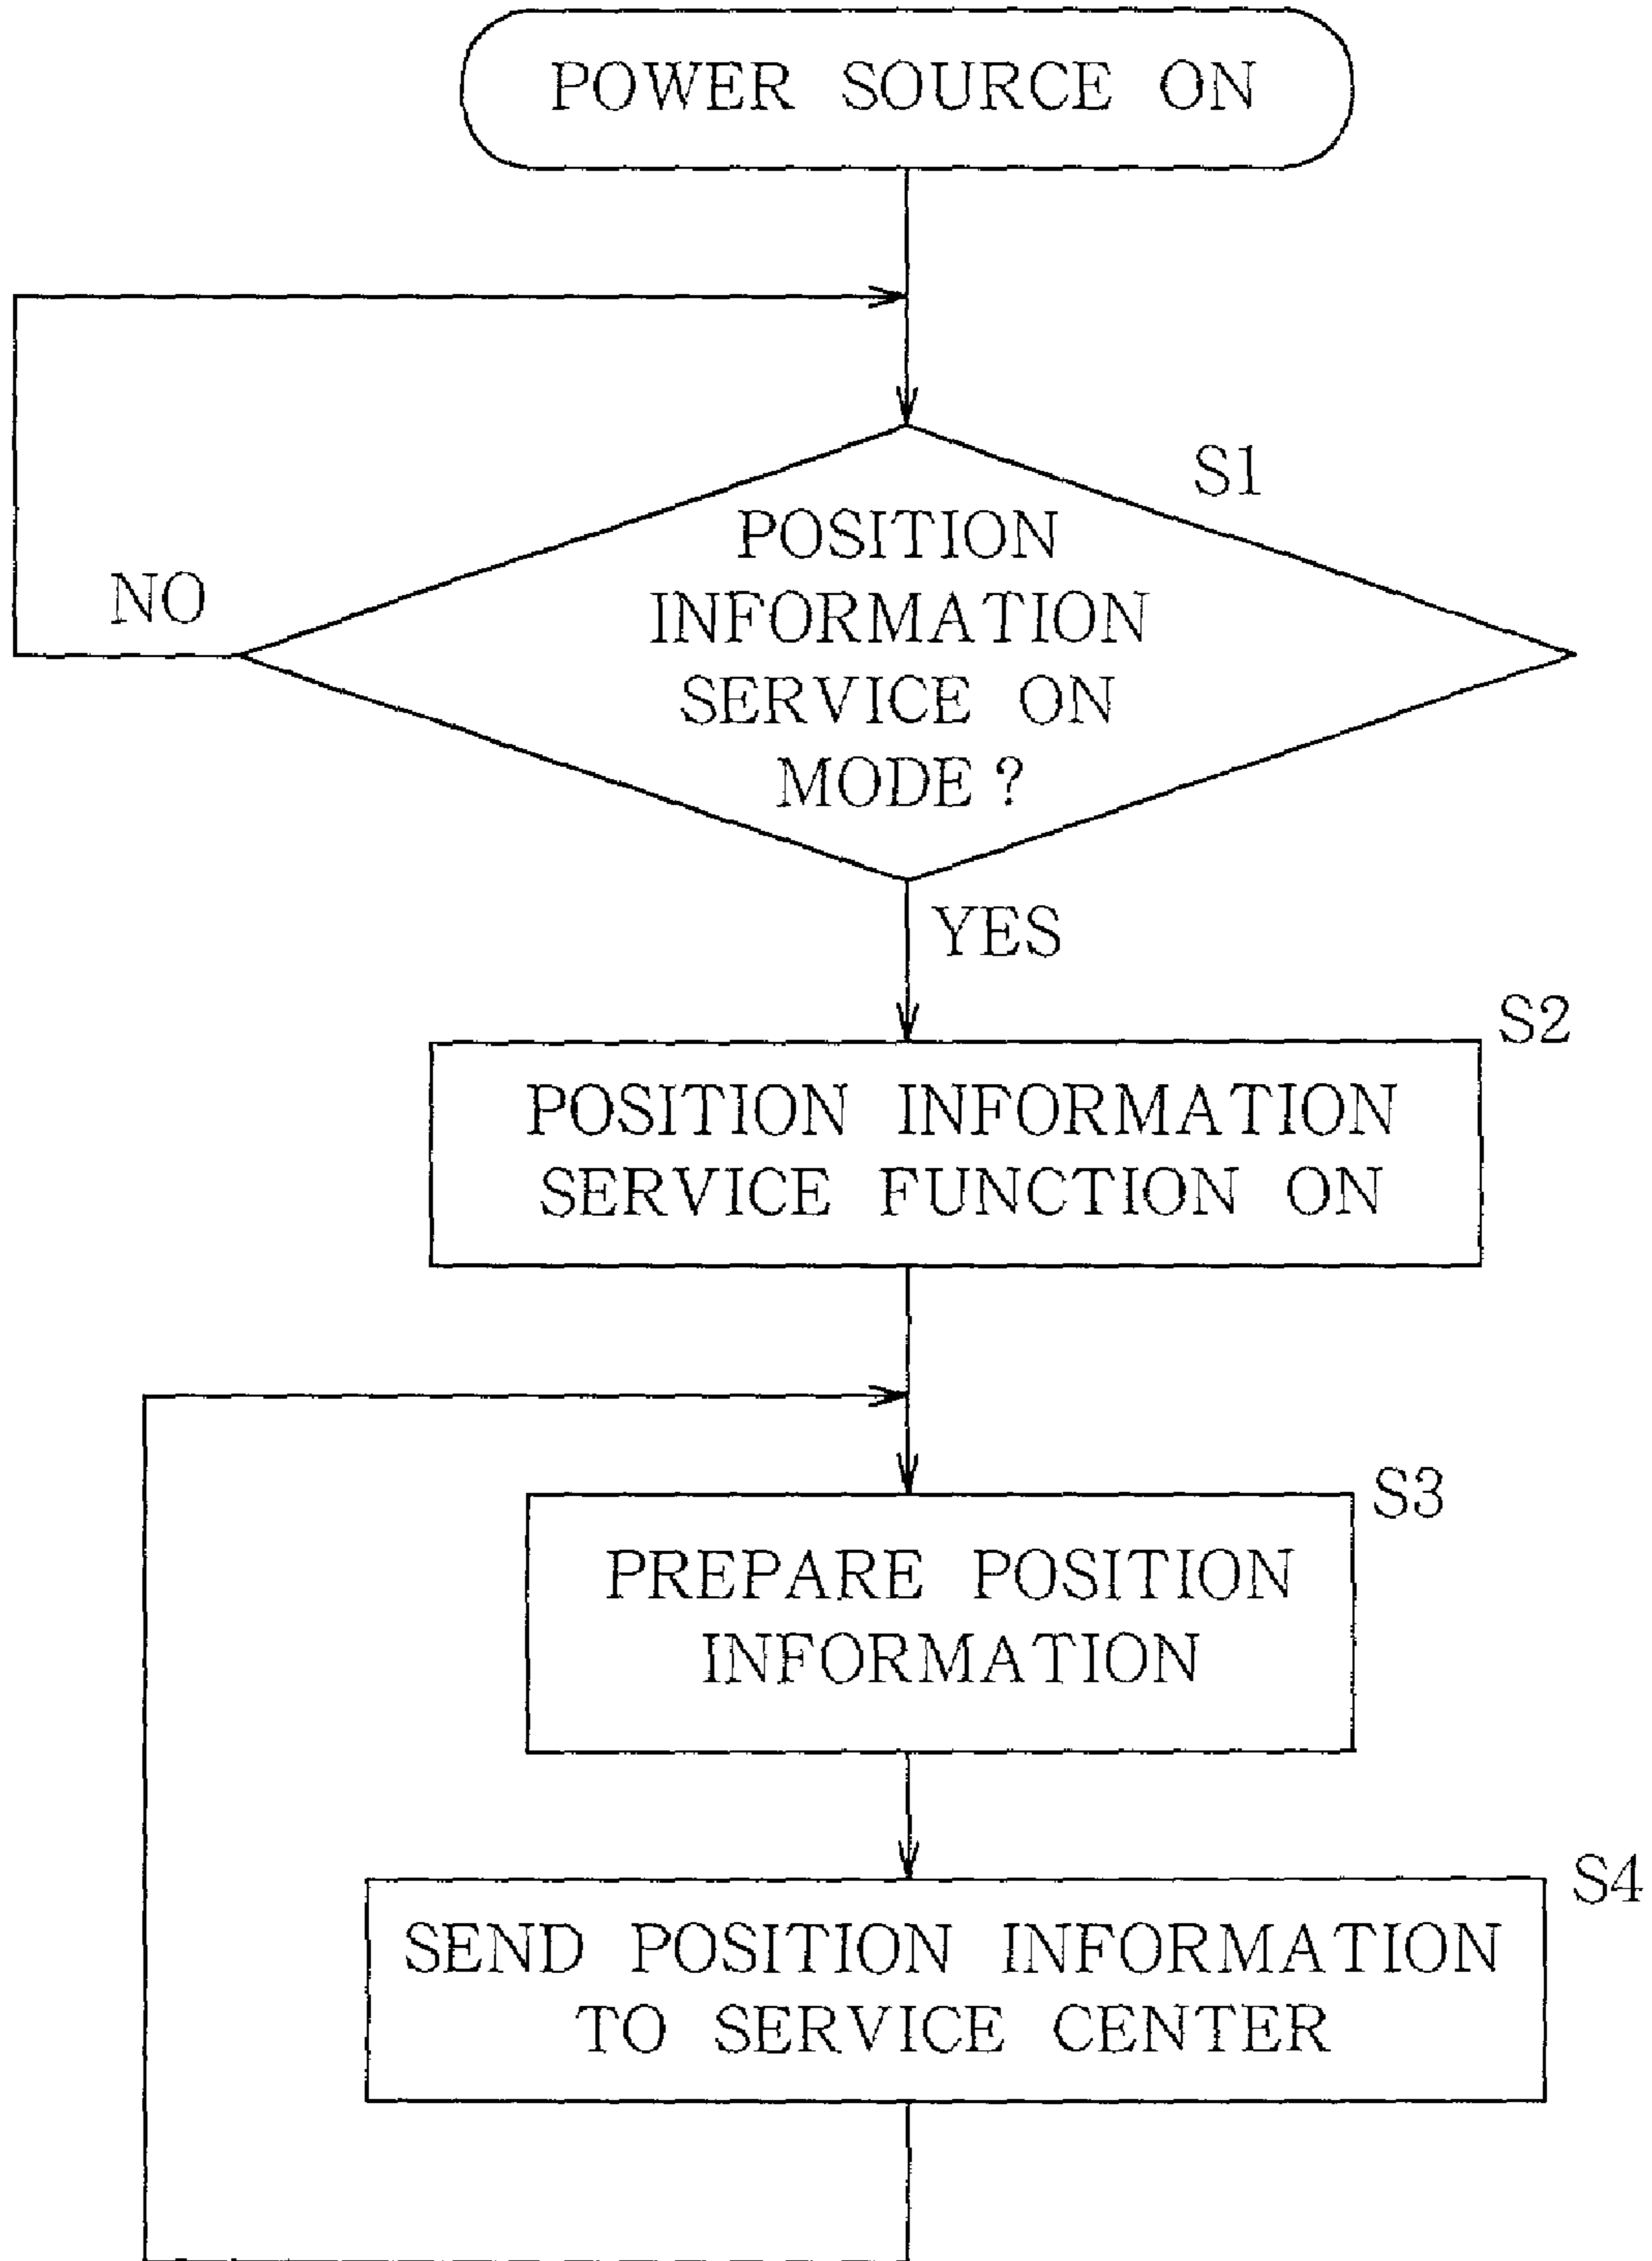 POWER SOURCE ON
S1
POSITION
INFORMATION
SERVICE ON
MODE?
NO
YES
S2
POSITION INFORMATION
SERVICE FUNCTION ON
S3
PREPARE POSITION
INFORMATION
S4
SEND POSITION INFORMATION
TO SERVICE CENTER